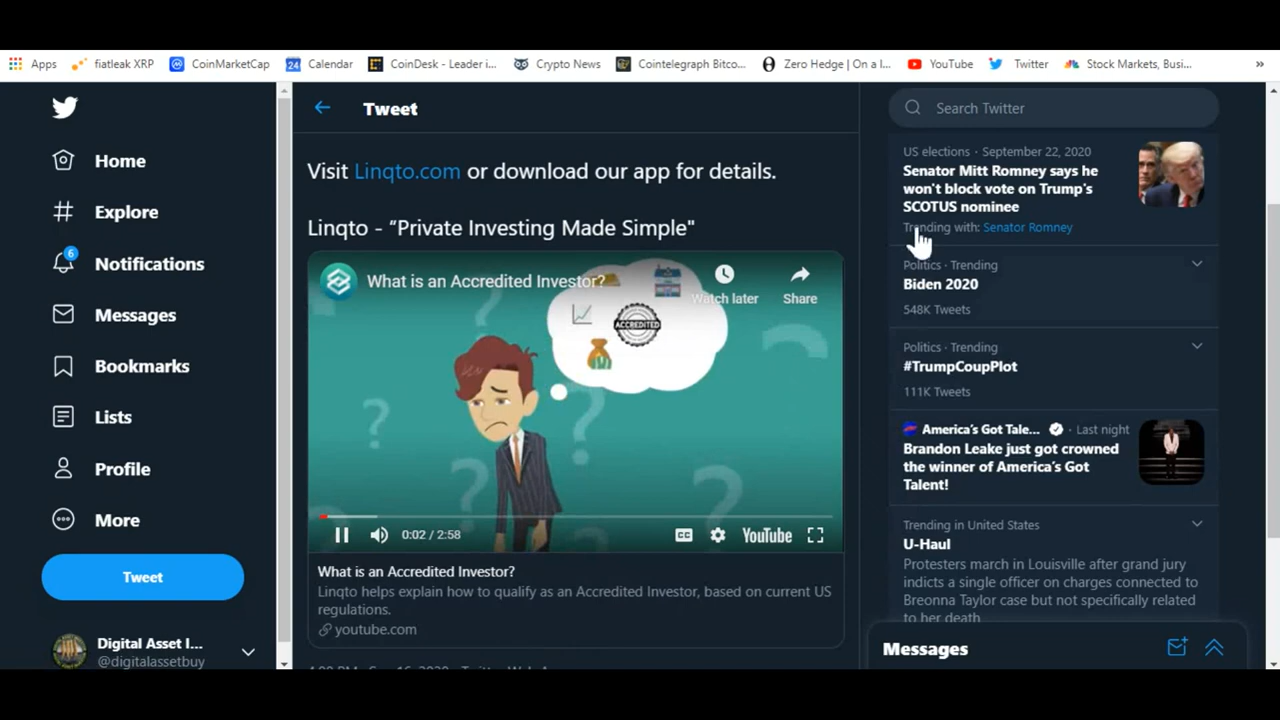 Apps fiatleak XRP CoinMarketCap Calendar CoinDesk - Leader i... Crypto News Cointelegraph Bitco... Zero Hedge | On a l... YouTube Twitter Stock Markets, Busi... »
Home
Explore
6
Notifications
Messages
Bookmarks
Lists
Profile
More
Tweet
Digital Asset I...
@digitalassetbuy
Tweet
Visit Linqto.com or download our app for details.
Linqto - “Private Investing Made Simple"
What is an Accredited Investor?
Watch later
Share
ACCREDITED
0:02 / 2:58
CC
YouTube
What is an Accredited Investor?
Linqto helps explain how to qualify as an Accredited Investor, based on current US
regulations.
youtube.com
Search Twitter
US elections · September 22, 2020
Senator Mitt Romney says he
won't block vote on Trump's
SCOTUS nominee
Trending with: Senator Romney
Politics · Trending
Biden 2020
548K Tweets
Politics · Trending
#TrumpCoupPlot
111K Tweets
America's Got Tale... · Last night
Brandon Leake just got crowned
the winner of America's Got
Talent!
Trending in United States
U-Haul
Protesters march in Louisville after grand jury
indicts a single officer on charges connected to
Breonna Taylor case but not specifically related
to her death
Messages